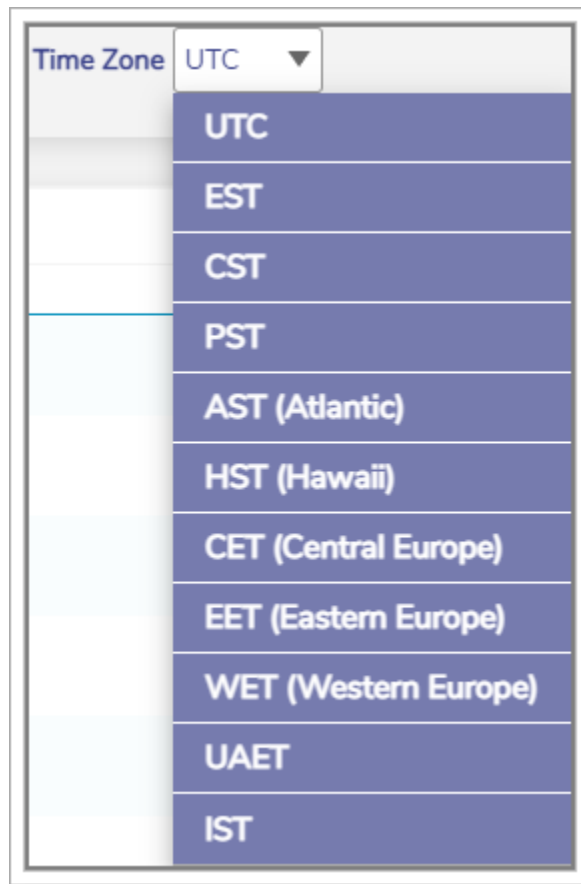 Time Zone UTC
UTC
EST
CST
PST
AST (Atlantic)
HST (Hawaii)
CET (Central Europe)
EET (Eastern Europe)
WET (Western Europe)
UAET
IST